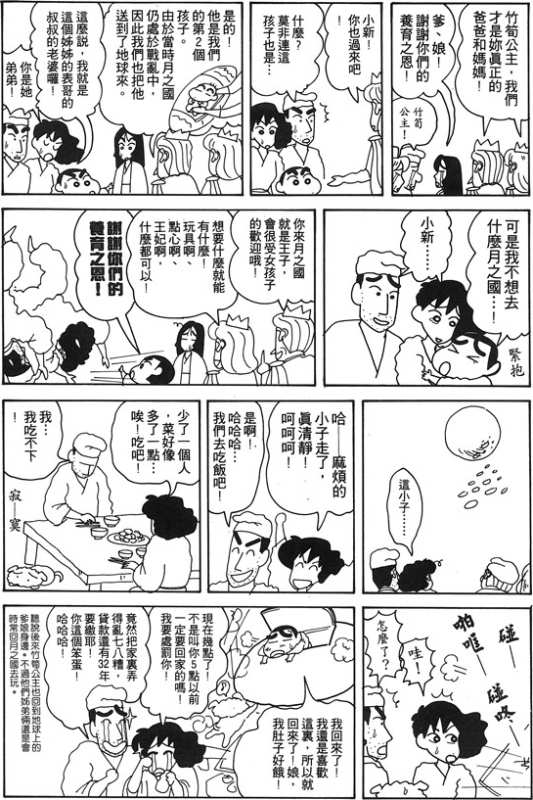 竹筍公主，我們
才是妳真正的
爸爸和媽媽！
爹、娘！
謝謝你們的
養育之恩！
竹筍
公主！
小新！
你也過來吧
什麼？
莫非連這
孩子也是…
是的！
他是我們
的第2個
孩子。
由於當時月之國
仍處於戰亂中，
因此我們也把他
送到了地球來。
這麼說，我就是
這個姊姊的表哥的
叔叔的老婆囉！
你是她
弟弟！
可是我不想去
什麼月之國…！
緊抱
小新……
你來月之國
就是王子，
會很受女孩子
的歡迎哦！
想要什麼就能
有什麼！
玩具啊、
點心啊、
王妃啊，
什麼都可以！
謝謝你們的
養育之恩！
這小子……
哈─麻煩的
小子走了，
真清靜！
呵呵呵！
是啊！
哈哈哈…
我們去吃飯吧！
少了一個人
，菜好像
多了一點…
唉！吃吧！
我…
我吃不下
！
寂─寞
碰─
啪噠！
碰咚─
哇！
怎麼了？
我回來了！
我還是喜歡
這裏，所以就
回來了！娘，
我肚子好餓！
現在幾點了！
不是叫你5點以前
一定要回家的嗎！
我要處罰你！
竟然把家裏弄
得亂七八糟，
貸款還有32年
要繳耶！
你這個笨蛋！
哈哈哈！
聽說後來竹筍公主也回到地球上的
爹娘身邊。不過他們姊弟倆還是會
時常回月之國去玩。